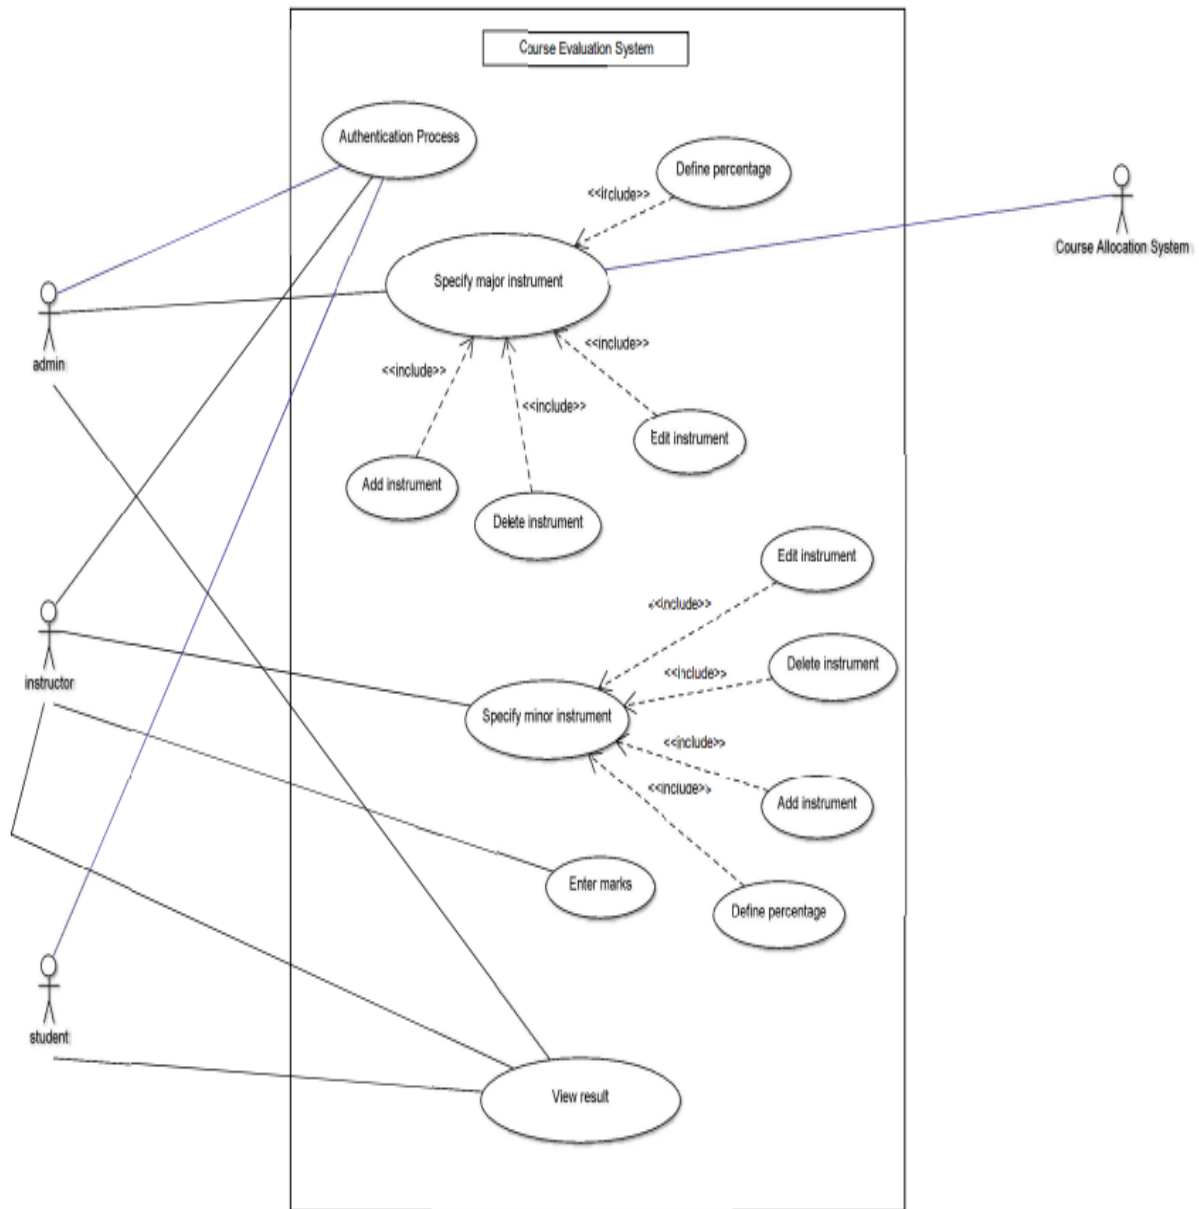 Course Evaluation System
Authentication Process
Define percentage
<<include>>
Course Allocation System
Specify major instrument
admin
<<include>>
<<include>>
<<include>>
Edit instrument
Add instrument
Delete instrument
Edit instrument
<<include>>
instructor
Delete instrument
<<include>>
Specify minor instrument
<<include>>
<<include>>
Add instrument
Enter marks
Define percentage
student
View result